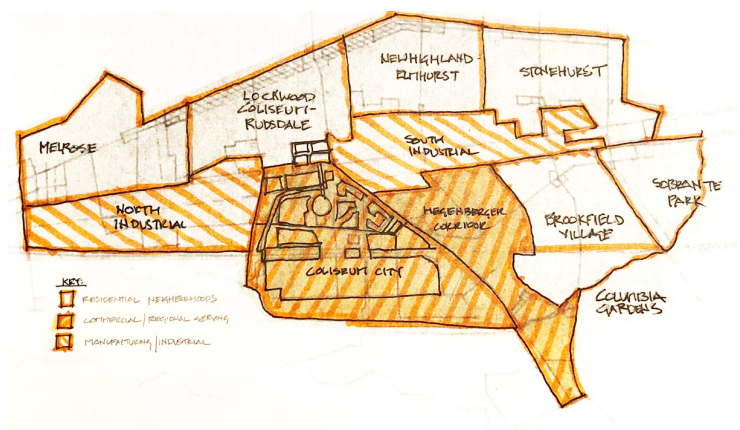 NEW HIGHLAND-
ELMHURST
STONEHURST
LOCKWOOD
COLISEUM-
RUDSDALE
MELROSE
SOUTH
INDUSTRIAL
SOBRANTE
PARK
NORTH
INDUSTRIAL
HEGENBERGER
CORRIDOR
BROOKFIELD
VILLAGE
COLISEUM CITY
COLUMBIA
GARDENS
KEY:
RESIDENTIAL NEIGHBORHOODS
COMMERCIAL/REGIONAL SERVING
MANUFACTURING/INDUSTRIAL